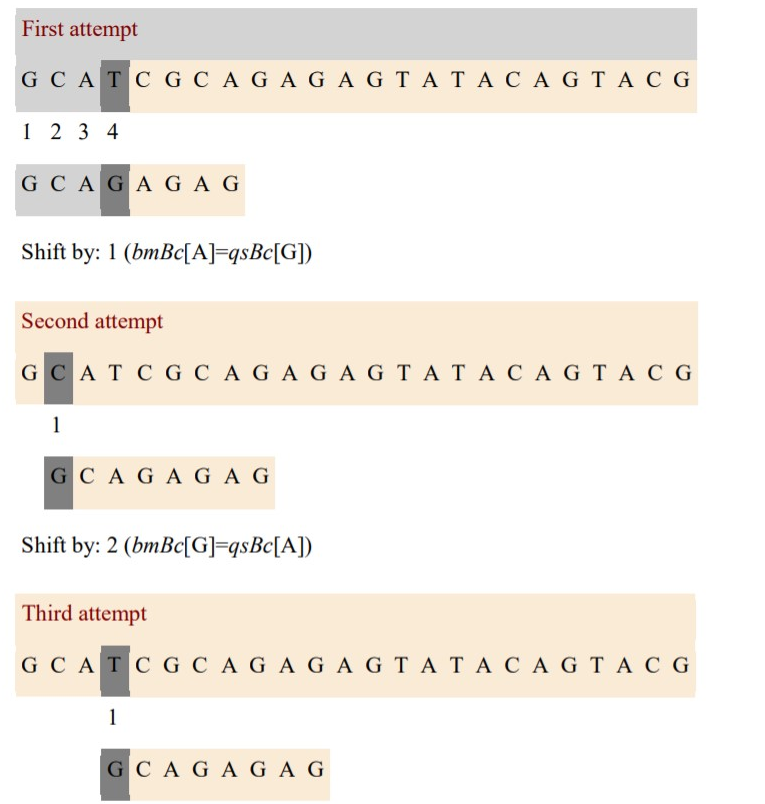 First attempt
G C A T C G C A G A G A G T A T A C A G T A C G
1 2 3 4
G C A G A G A G
Shift by: 1 (bmBc[A]=qsBc[G])
Second attempt
G C A T C G C A G A G A G T A T A C A G T A C G
1
G C A G A G A G
Shift by: 2 (bmBc[G]=qsBc[A])
Third attempt
G C A T C G C A G A G A G T A T A C A G T A C G
1
G C A G A G A G